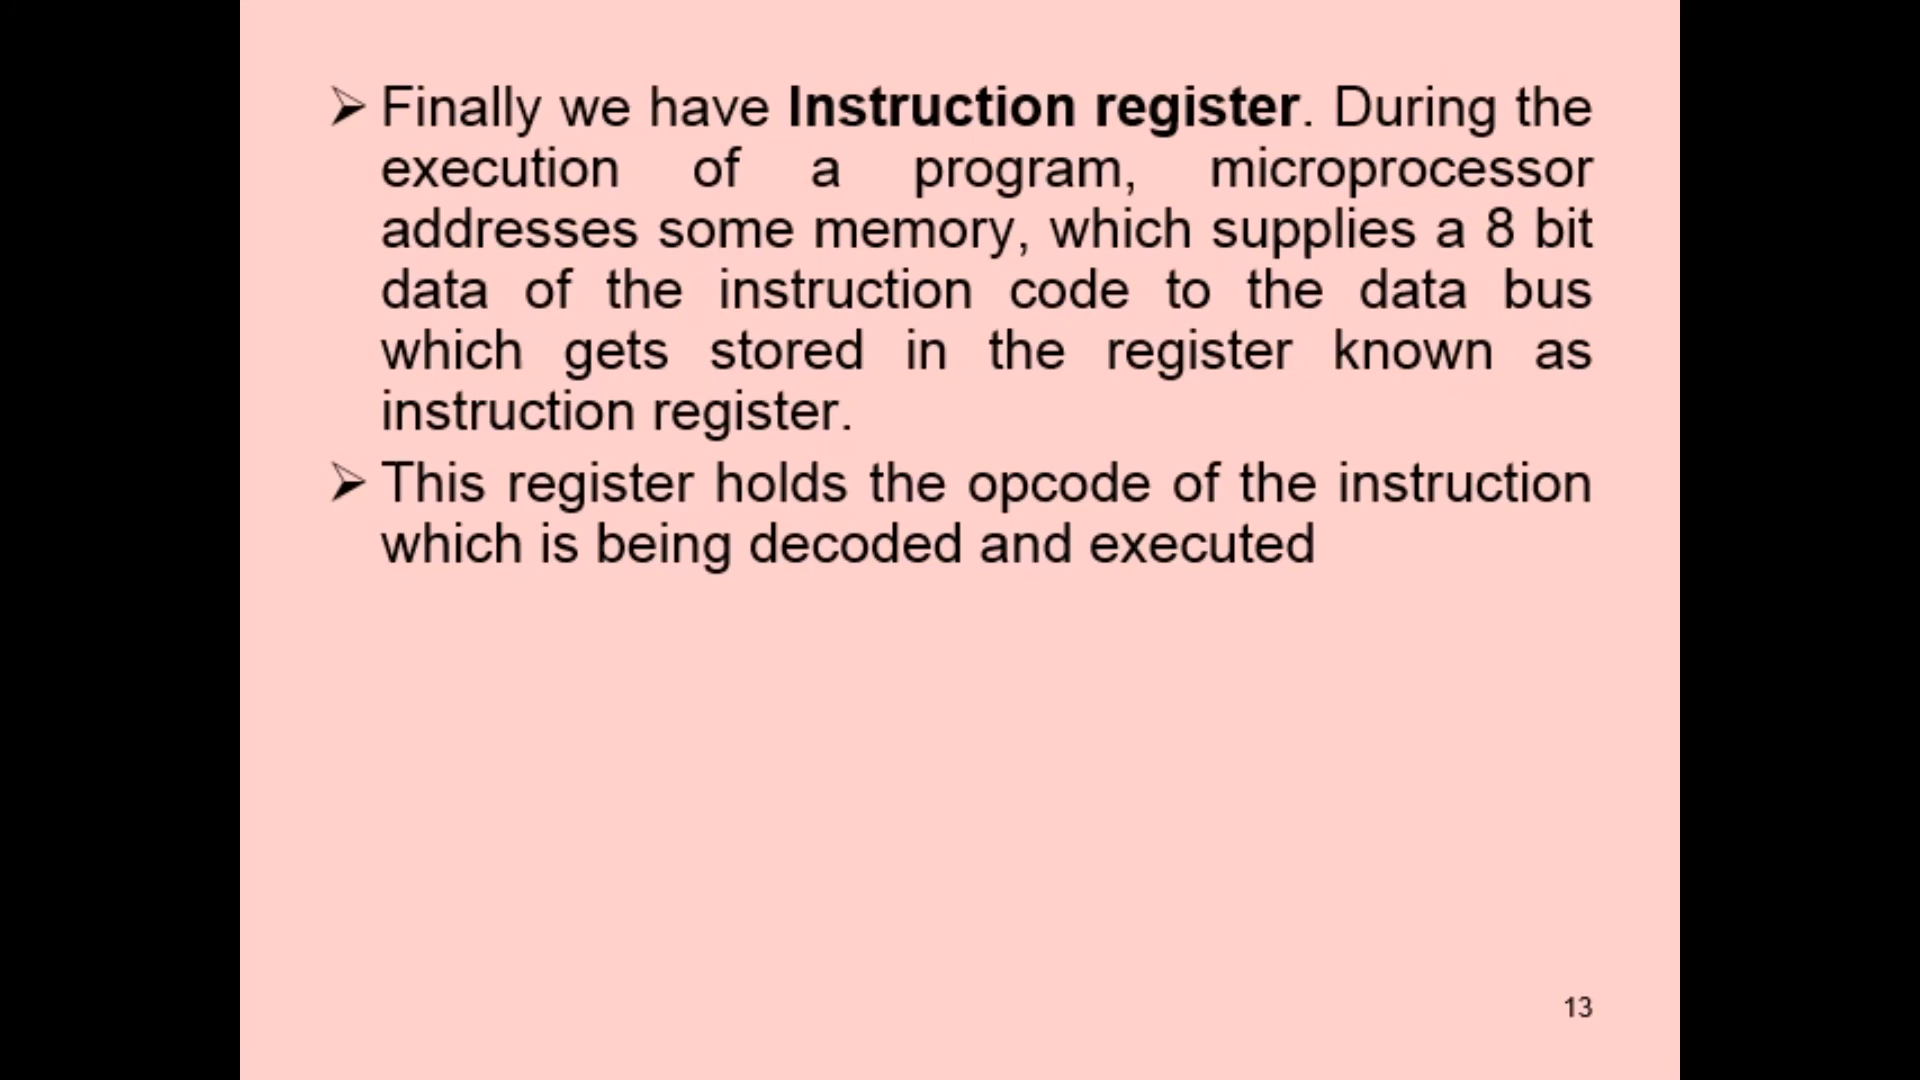 ➢ Finally we have Instruction register. During the
execution of a program, microprocessor
addresses some memory, which supplies a 8 bit
data of the instruction code to the data bus
which gets stored in the register known as
instruction register.
➢ This register holds the opcode of the instruction
which is being decoded and executed
13